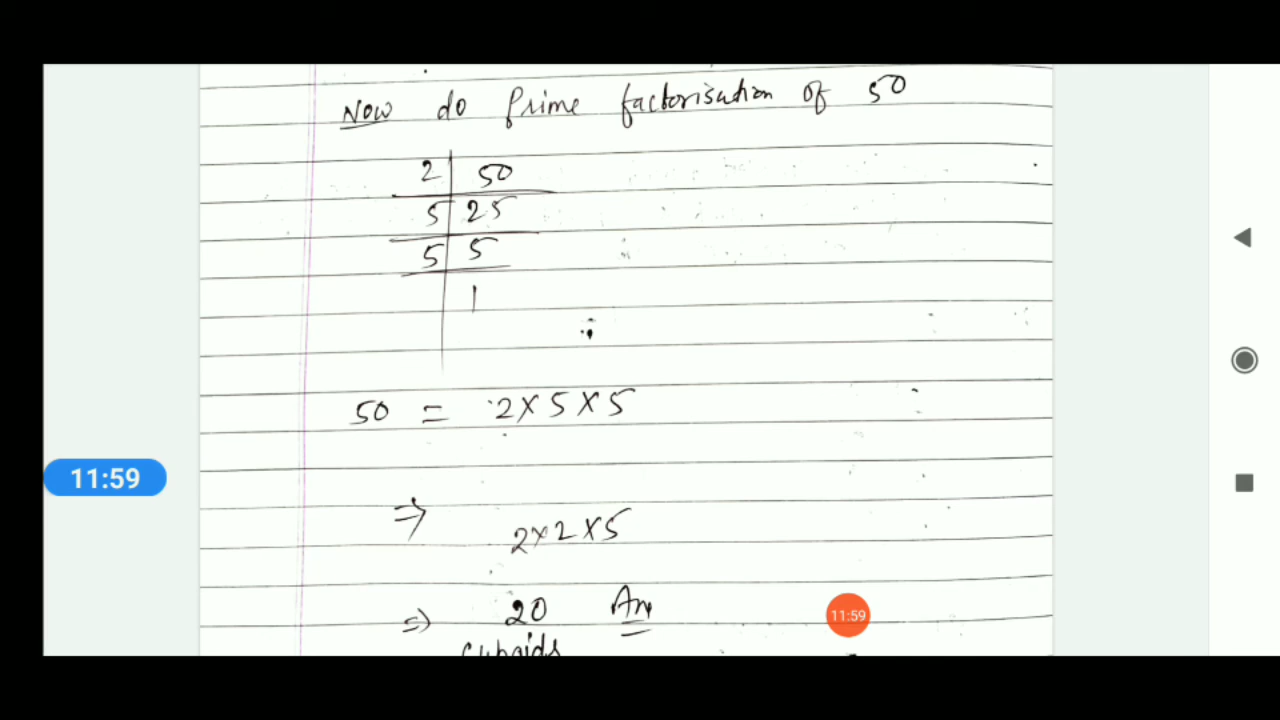 Now do Prime factorisation of 50
2 | 50
5 | 25
5 | 5
1
50 = 2×5×5
11:59
⇒ 2×2×5
⇒ 20 Ans
11:59
cuboids